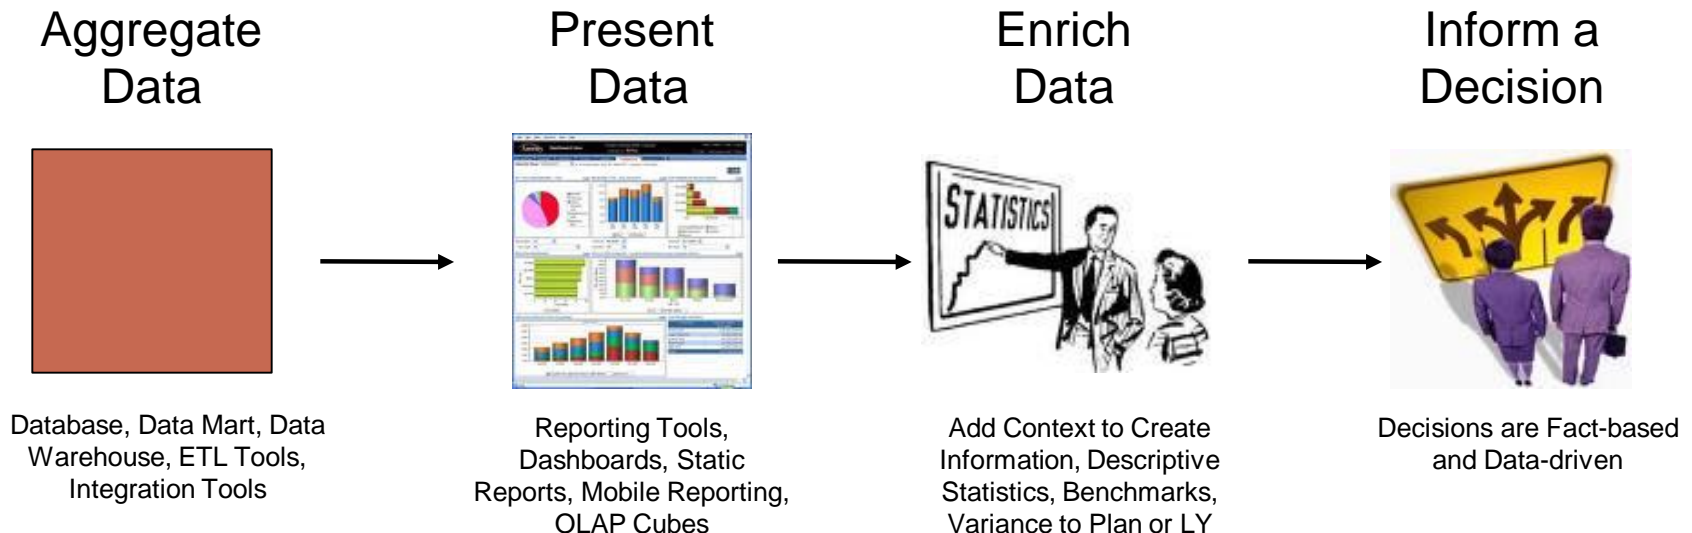 Aggregate
Data
Present
Data
Enrich
Data
Inform a
Decision
STATISTICS
Database, Data Mart, Data
Warehouse, ETL Tools,
Integration Tools
Reporting Tools,
Dashboards, Static
Reports, Mobile Reporting,
OLAP Cubes
Add Context to Create
Information, Descriptive
Statistics, Benchmarks,
Variance to Plan or LY
Decisions are Fact-based
and Data-driven